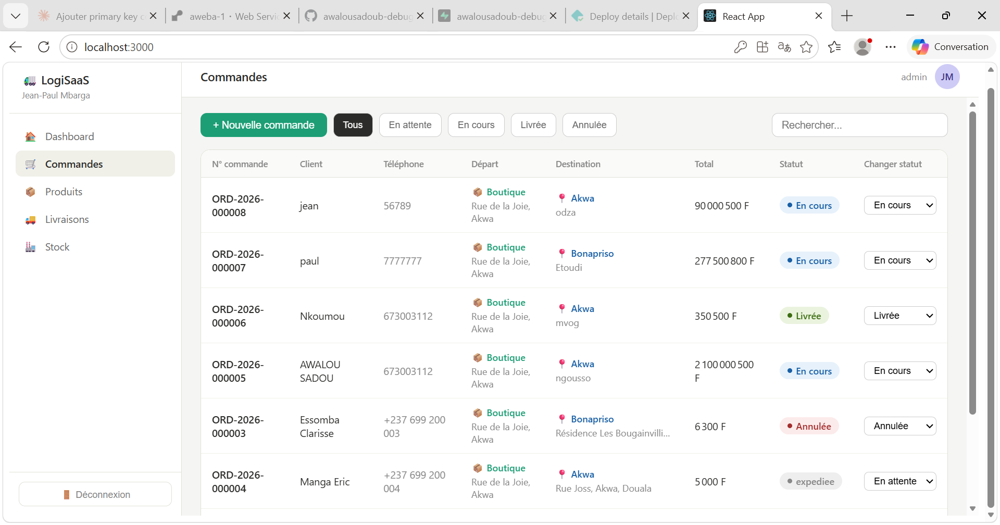 Ajouter primary key c
aweba-1 · Web Servic
awalousadoub-debug
awalousadoub-debug
Deploy details | Deplo
React App
localhost:3000
Conversation
LogiSaaS
Jean-Paul Mbarga
Commandes
admin
JM
Dashboard
Commandes
Produits
Livraisons
Stock
Déconnexion
+ Nouvelle commande
Tous
En attente
En cours
Livrée
Annulée
Rechercher...
N° commande Client Téléphone Départ Destination Total Statut Changer statut
ORD-2026-
000008
jean
56789
Boutique
Rue de la Joie,
Akwa
Akwa
odza
90 000 500 F
En cours
En cours
ORD-2026-
000007
paul
7777777
Boutique
Rue de la Joie,
Akwa
Bonapriso
Etoudi
277 500 800 F
En cours
En cours
ORD-2026-
000006
Nkoumou
673003112
Boutique
Rue de la Joie,
Akwa
Akwa
mvog
350 500 F
Livrée
Livrée
ORD-2026-
000005
AWALOU
SADOU
673003112
Boutique
Rue de la Joie,
Akwa
Akwa
ngousso
2 100 000 500
F
En cours
En cours
ORD-2026-
000003
Essomba
Clarisse
+237 699 200
003
Boutique
Rue de la Joie,
Akwa
Bonapriso
Résidence Les Bougainvilli...
6 300 F
Annulée
Annulée
ORD-2026-
000004
Manga Eric
+237 699 200
004
Boutique
Rue de la Joie,
Akwa
Akwa
Rue Joss, Akwa, Douala
5 000 F
expediee
En attente